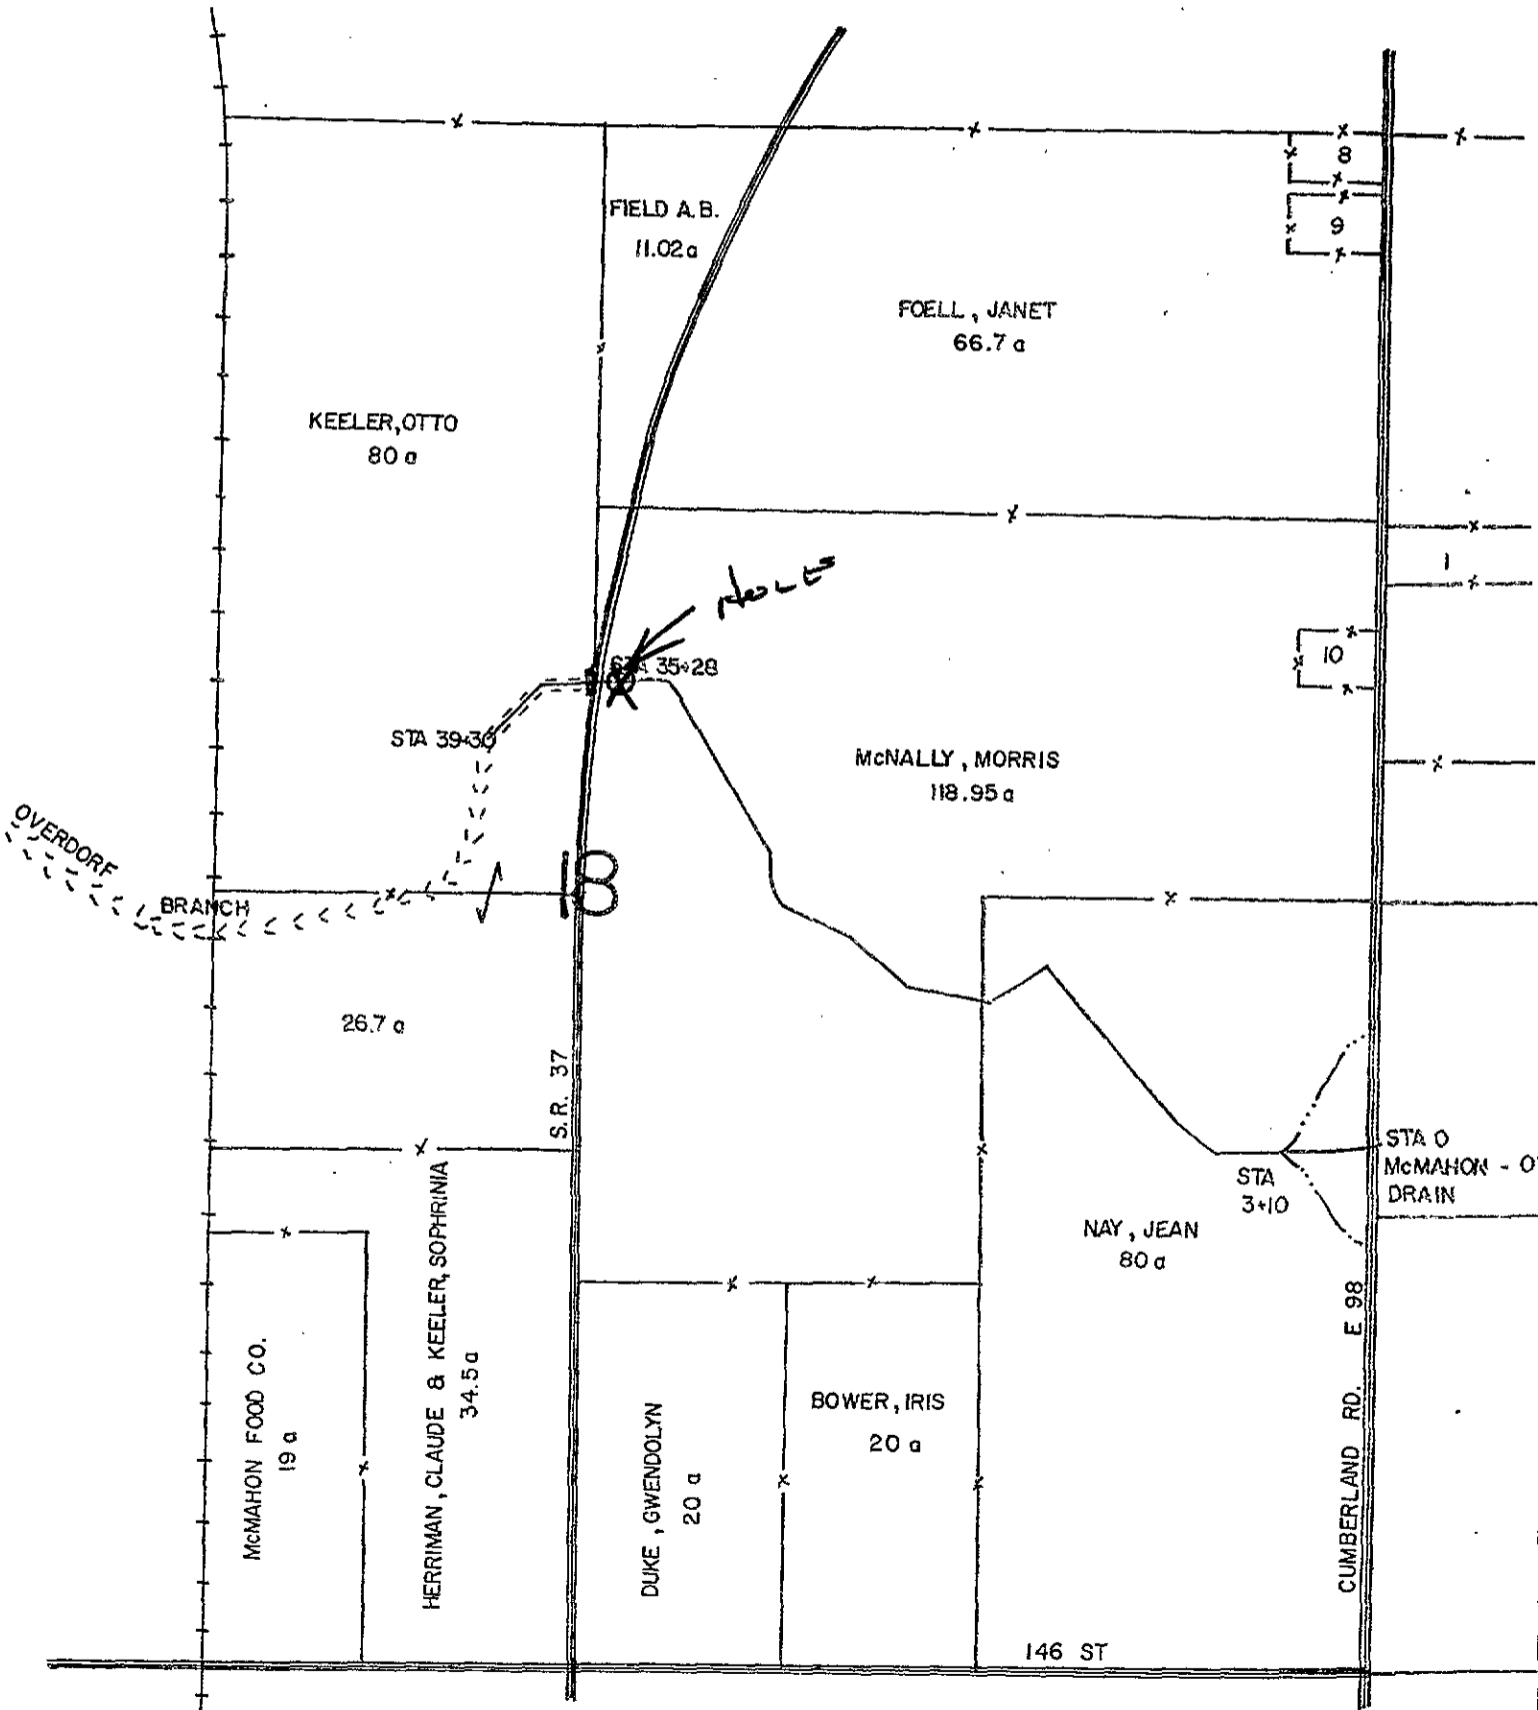 8
9
FIELD A.B.
11.02 a
FOELL, JANET
66.7 a
KEELER, OTTO
80 a
1
HOLE
10
STA 35+28
STA 39+30
McNALLY, MORRIS
118.95 a
OVERDORF
BRANCH
18
26.7 a
S.R. 37
STA 0
McMAHON - O
DRAIN
STA
3+10
NAY, JEAN
80 a
HERRIMAN, CLAUDE & KEELER, SOPHRINIA
34.5 a
McMAHON FOOD CO.
19 a
DUKE, GWENDOLYN
20 a
BOWER, IRIS
20 a
CUMBERLAND RD. E 98
146 ST